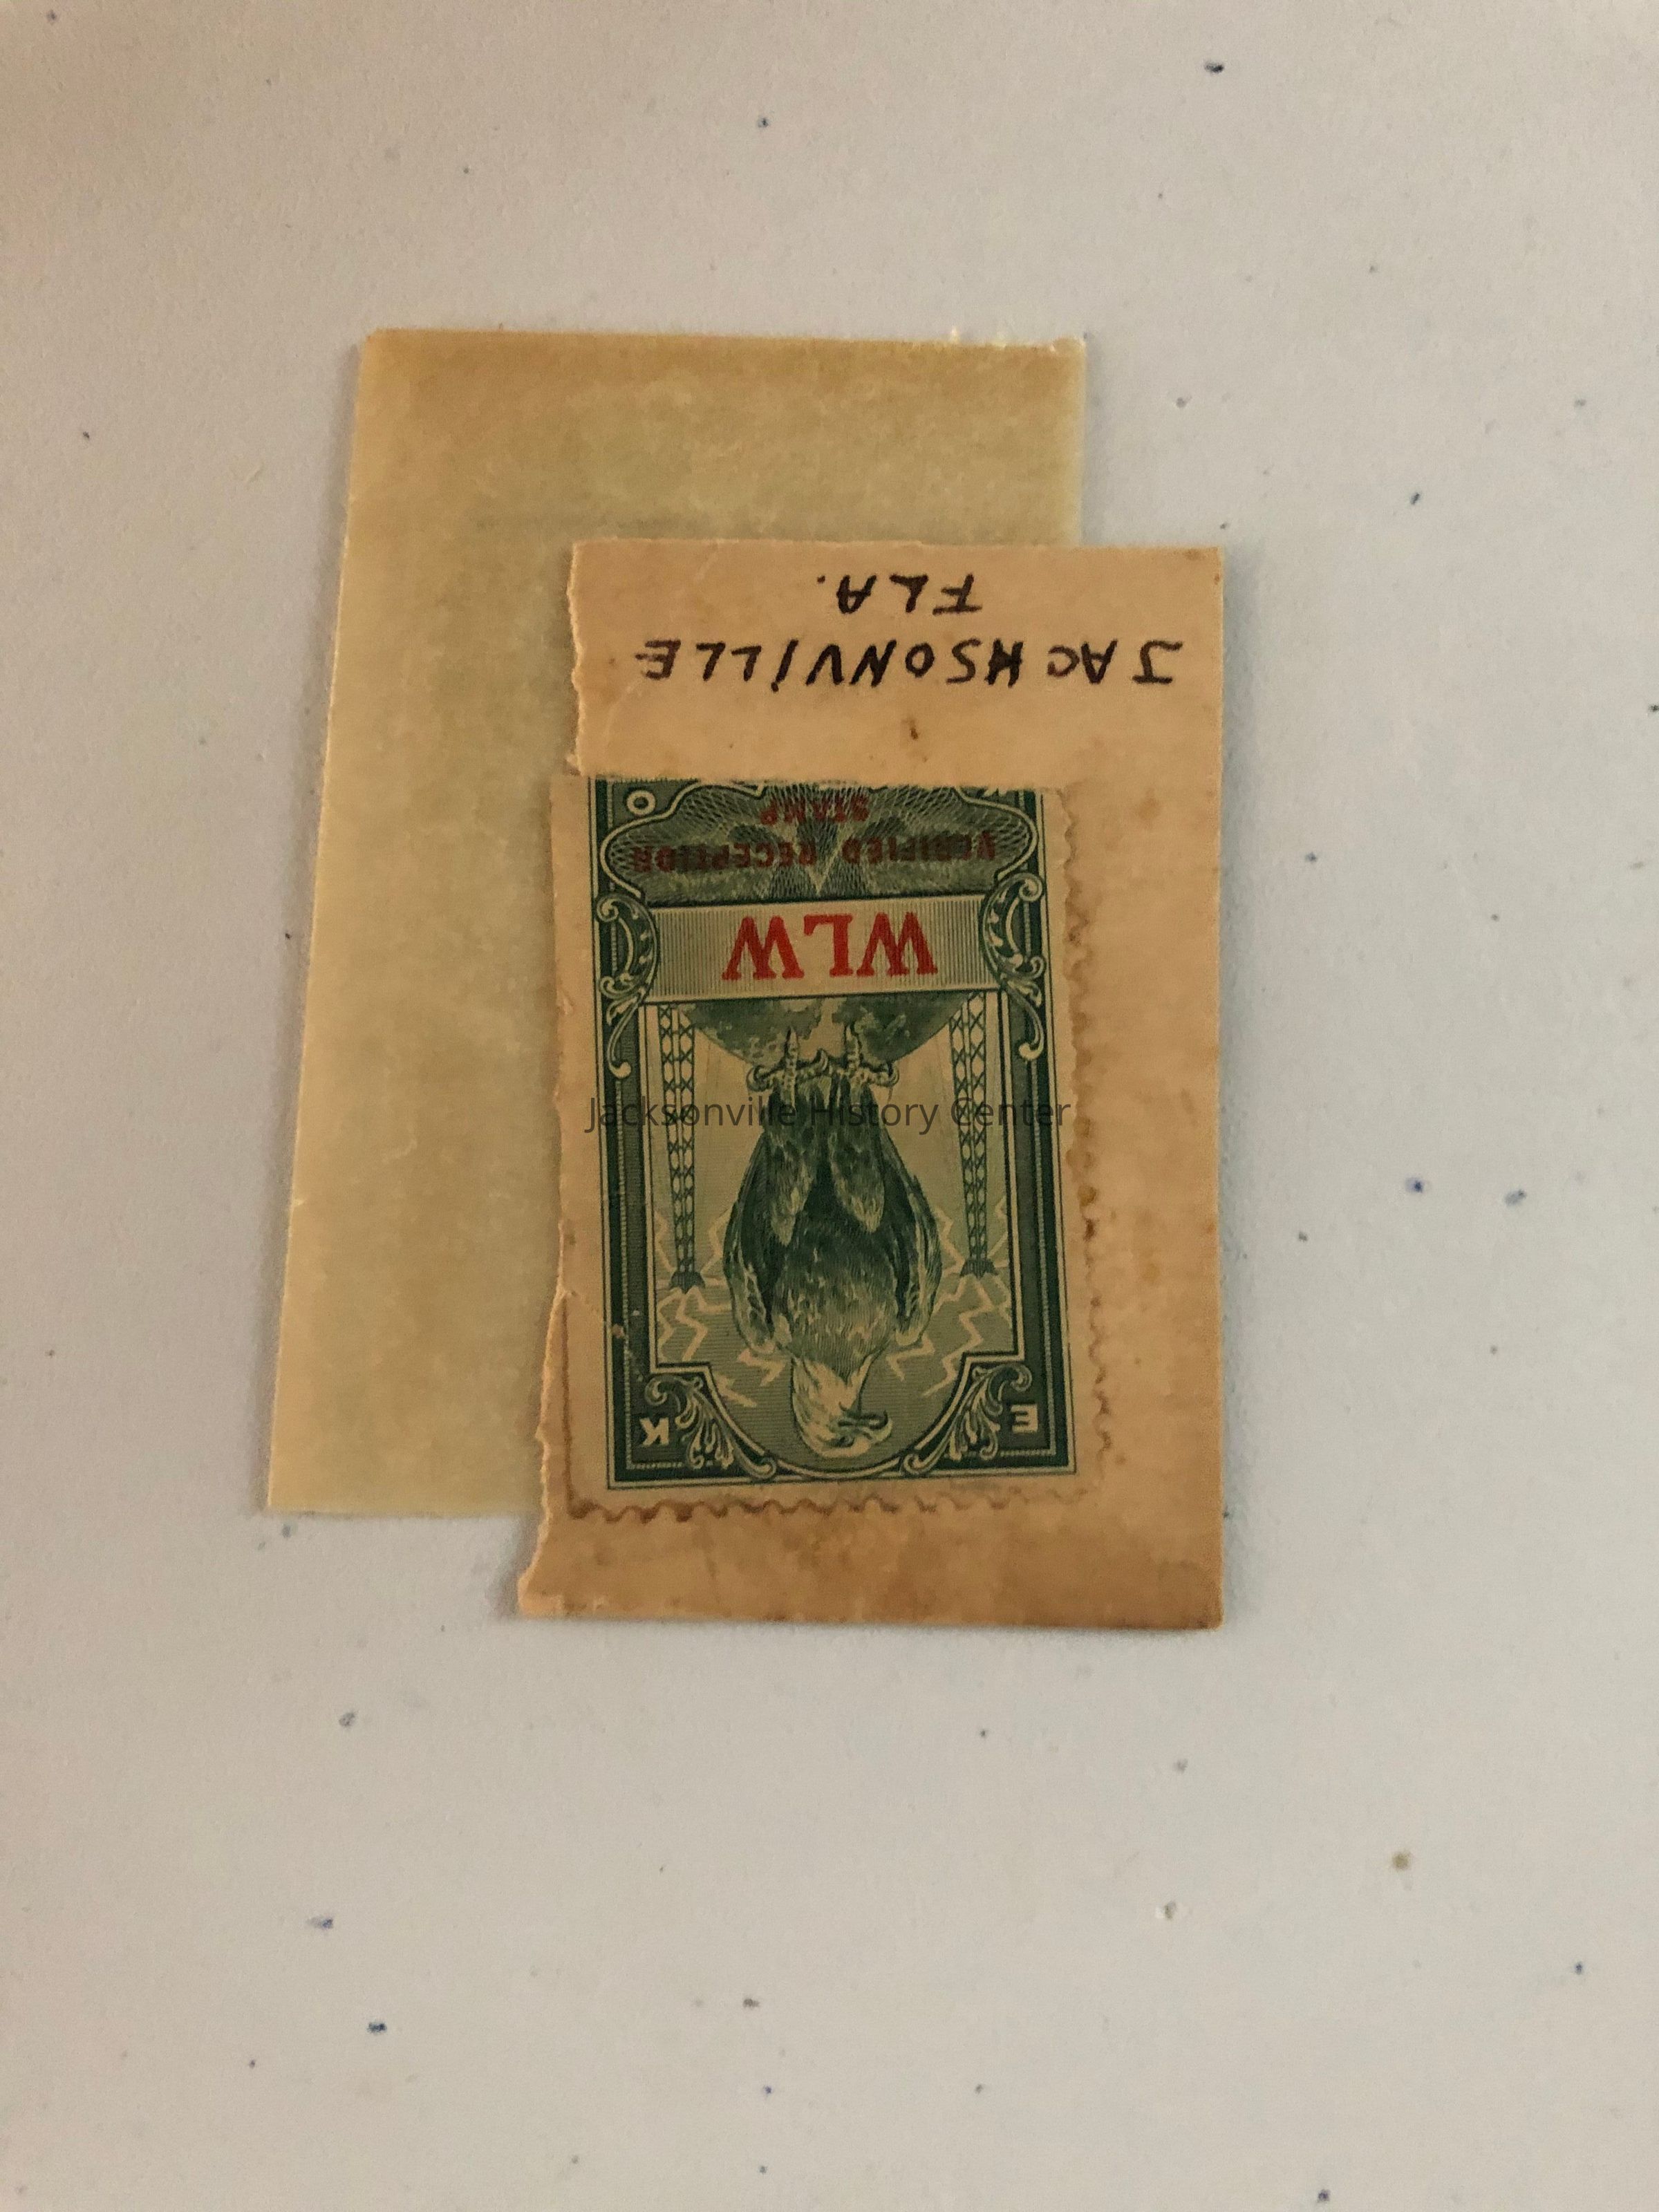 E K
WLW
VERIFIED RECEPTION
STAMP
O
JACKSONVILLE
FLA.
Jacksonville History Center